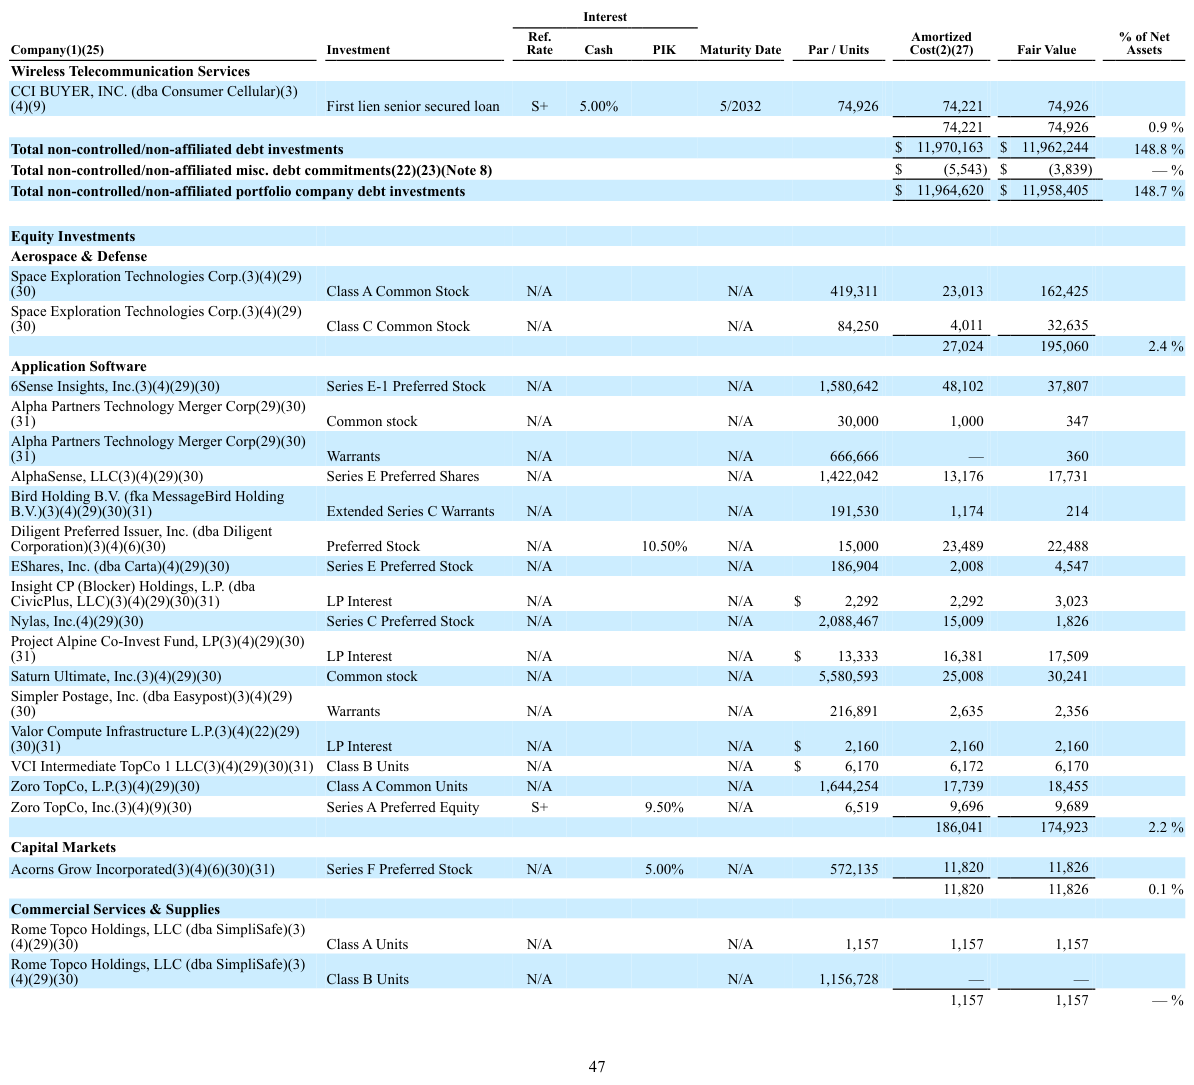 Interest
Company(1)(25) Investment Ref. Rate Cash PIK Maturity Date Par / Units Amortized Cost(2)(27) Fair Value % of Net Assets
Wireless Telecommunication Services
CCI BUYER, INC. (dba Consumer Cellular)(3)
(4)(9) First lien senior secured loan S+ 5.00% 5/2032 74,926 74,221 74,926
74,221 74,926 0.9 %
Total non-controlled/non-affiliated debt investments $ 11,970,163 $ 11,962,244 148.8 %
Total non-controlled/non-affiliated misc. debt commitments(22)(23)(Note 8) $ (5,543) $ (3,839) — %
Total non-controlled/non-affiliated portfolio company debt investments $ 11,964,620 $ 11,958,405 148.7 %
Equity Investments
Aerospace & Defense
Space Exploration Technologies Corp.(3)(4)(29)
(30) Class A Common Stock N/A N/A 419,311 23,013 162,425
Space Exploration Technologies Corp.(3)(4)(29)
(30) Class C Common Stock N/A N/A 84,250 4,011 32,635
27,024 195,060 2.4 %
Application Software
6Sense Insights, Inc.(3)(4)(29)(30) Series E-1 Preferred Stock N/A N/A 1,580,642 48,102 37,807
Alpha Partners Technology Merger Corp(29)(30)
(31) Common stock N/A N/A 30,000 1,000 347
Alpha Partners Technology Merger Corp(29)(30)
(31) Warrants N/A N/A 666,666 — 360
AlphaSense, LLC(3)(4)(29)(30) Series E Preferred Shares N/A N/A 1,422,042 13,176 17,731
Bird Holding B.V. (fka MessageBird Holding
B.V.)(3)(4)(29)(30)(31) Extended Series C Warrants N/A N/A 191,530 1,174 214
Diligent Preferred Issuer, Inc. (dba Diligent
Corporation)(3)(4)(6)(30) Preferred Stock N/A 10.50% N/A 15,000 23,489 22,488
EShares, Inc. (dba Carta)(4)(29)(30) Series E Preferred Stock N/A N/A 186,904 2,008 4,547
Insight CP (Blocker) Holdings, L.P. (dba
CivicPlus, LLC)(3)(4)(29)(30)(31) LP Interest N/A N/A $ 2,292 2,292 3,023
Nylas, Inc.(4)(29)(30) Series C Preferred Stock N/A N/A 2,088,467 15,009 1,826
Project Alpine Co-Invest Fund, LP(3)(4)(29)(30)
(31) LP Interest N/A N/A $ 13,333 16,381 17,509
Saturn Ultimate, Inc.(3)(4)(29)(30) Common stock N/A N/A 5,580,593 25,008 30,241
Simpler Postage, Inc. (dba Easypost)(3)(4)(29)
(30) Warrants N/A N/A 216,891 2,635 2,356
Valor Compute Infrastructure L.P.(3)(4)(22)(29)
(30)(31) LP Interest N/A N/A $ 2,160 2,160 2,160
VCI Intermediate TopCo 1 LLC(3)(4)(29)(30)(31) Class B Units N/A N/A $ 6,170 6,172 6,170
Zoro TopCo, L.P.(3)(4)(29)(30) Class A Common Units N/A N/A 1,644,254 17,739 18,455
Zoro TopCo, Inc.(3)(4)(9)(30) Series A Preferred Equity S+ 9.50% N/A 6,519 9,696 9,689
186,041 174,923 2.2 %
Capital Markets
Acorns Grow Incorporated(3)(4)(6)(30)(31) Series F Preferred Stock N/A 5.00% N/A 572,135 11,820 11,826
11,820 11,826 0.1 %
Commercial Services & Supplies
Rome Topco Holdings, LLC (dba SimpliSafe)(3)
(4)(29)(30) Class A Units N/A N/A 1,157 1,157 1,157
Rome Topco Holdings, LLC (dba SimpliSafe)(3)
(4)(29)(30) Class B Units N/A N/A 1,156,728 — —
1,157 1,157 — %
47